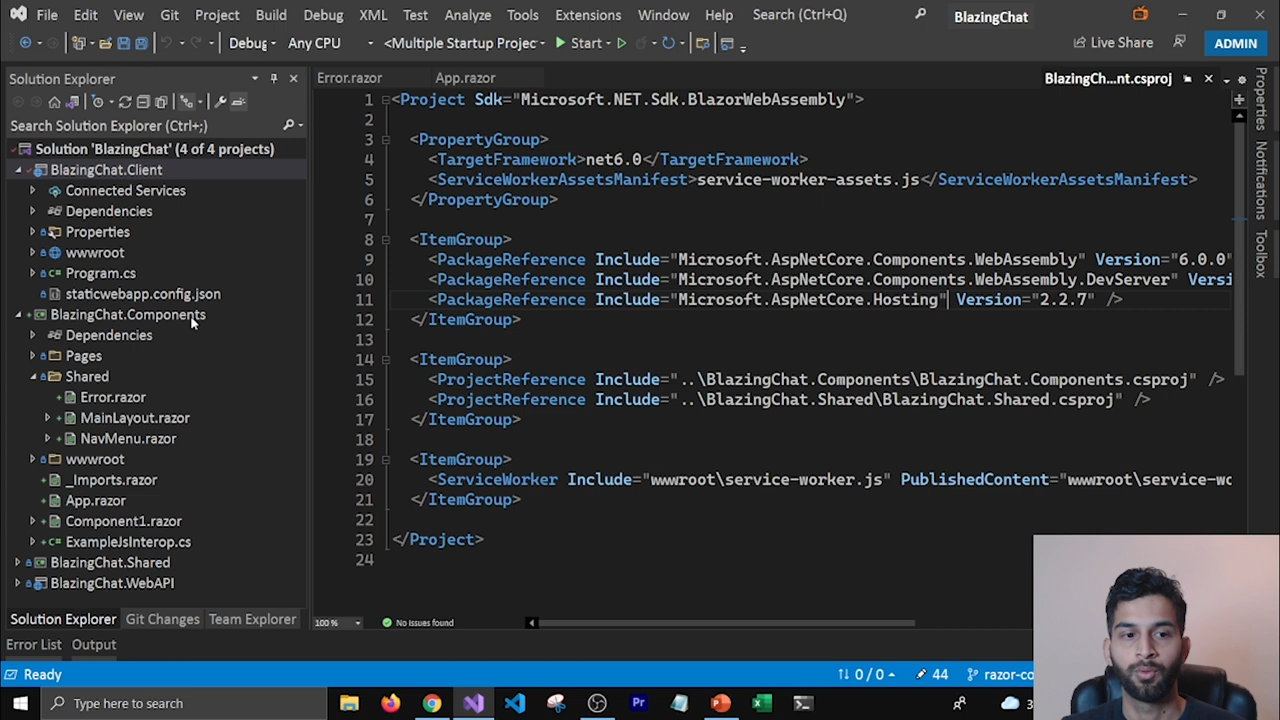 File Edit View Git Project Build Debug XML Test Analyze Tools Extensions Window Help Search (Ctrl+Q) BlazingChat
Debug Any CPU <Multiple Startup Projec Start Live Share ADMIN
Solution Explorer
Search Solution Explorer (Ctrl+;)
Solution 'BlazingChat' (4 of 4 projects)
BlazingChat.Client
Connected Services
Dependencies
Properties
wwwroot
Program.cs
staticwebapp.config.json
BlazingChat.Components
Dependencies
Pages
Shared
Error.razor
MainLayout.razor
NavMenu.razor
wwwroot
_Imports.razor
App.razor
Component1.razor
ExampleJsInterop.cs
BlazingChat.Shared
BlazingChat.WebAPI
Solution Explorer Git Changes Team Explorer
Error.razor App.razor BlazingCh...nt.csproj
1 <Project Sdk="Microsoft.NET.Sdk.BlazorWebAssembly">
2
3 <PropertyGroup>
4 <TargetFramework>net6.0</TargetFramework>
5 <ServiceWorkerAssetsManifest>service-worker-assets.js</ServiceWorkerAssetsManifest>
6 </PropertyGroup>
7
8 <ItemGroup>
9 <PackageReference Include="Microsoft.AspNetCore.Components.WebAssembly" Version="6.0.0"
10 <PackageReference Include="Microsoft.AspNetCore.Components.WebAssembly.DevServer" Versi
11 <PackageReference Include="Microsoft.AspNetCore.Hosting" Version="2.2.7" />
12 </ItemGroup>
13
14 <ItemGroup>
15 <ProjectReference Include="..\BlazingChat.Components\BlazingChat.Components.csproj" />
16 <ProjectReference Include="..\BlazingChat.Shared\BlazingChat.Shared.csproj" />
17 </ItemGroup>
18
19 <ItemGroup>
20 <ServiceWorker Include="wwwroot\service-worker.js" PublishedContent="wwwroot\service-wo
21 </ItemGroup>
22
23 </Project>
24
100 % No issues found
Properties
Notifications
Toolbox
Error List Output
Ready 0 / 0 44 razor-co
Type here to search 3